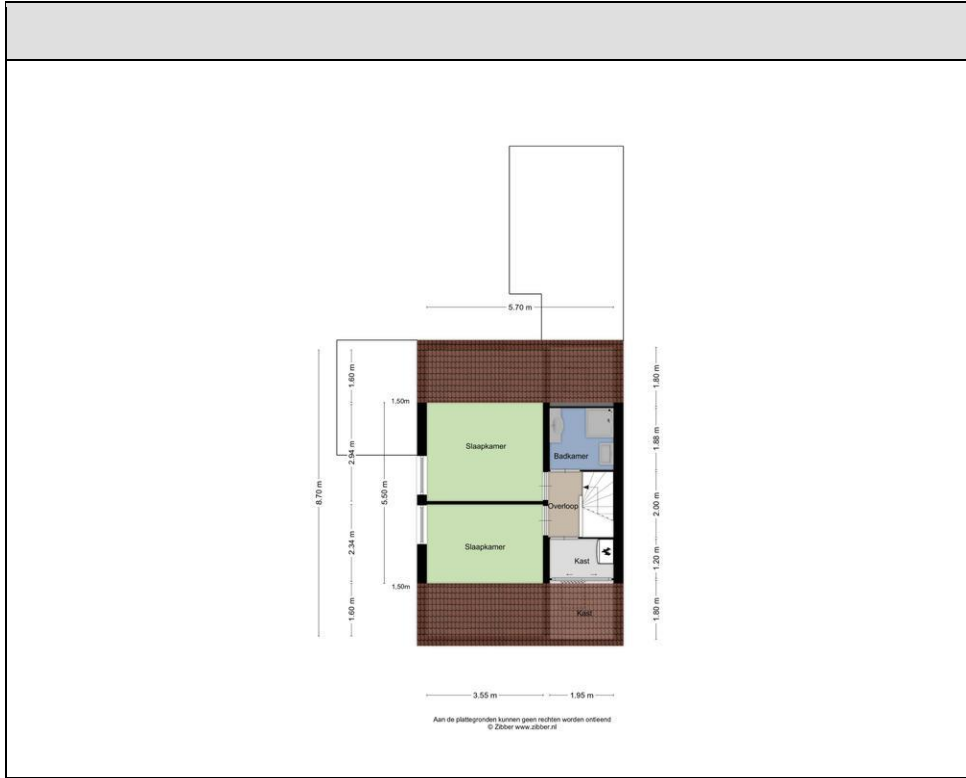 5.70 m
1.60 m
1.80 m
1,50m
Slaapkamer
2.94 m
1.88 m
Badkamer
8.70 m
5.50 m
Overloop
2.00 m
Slaapkamer
2.34 m
Kast
1.20 m
1,50m
1.60 m
Kast
1.80 m
3.55 m
1.95 m
Aan de plattegronden kunnen geen rechten worden ontleend
© Zibber www.zibber.nl